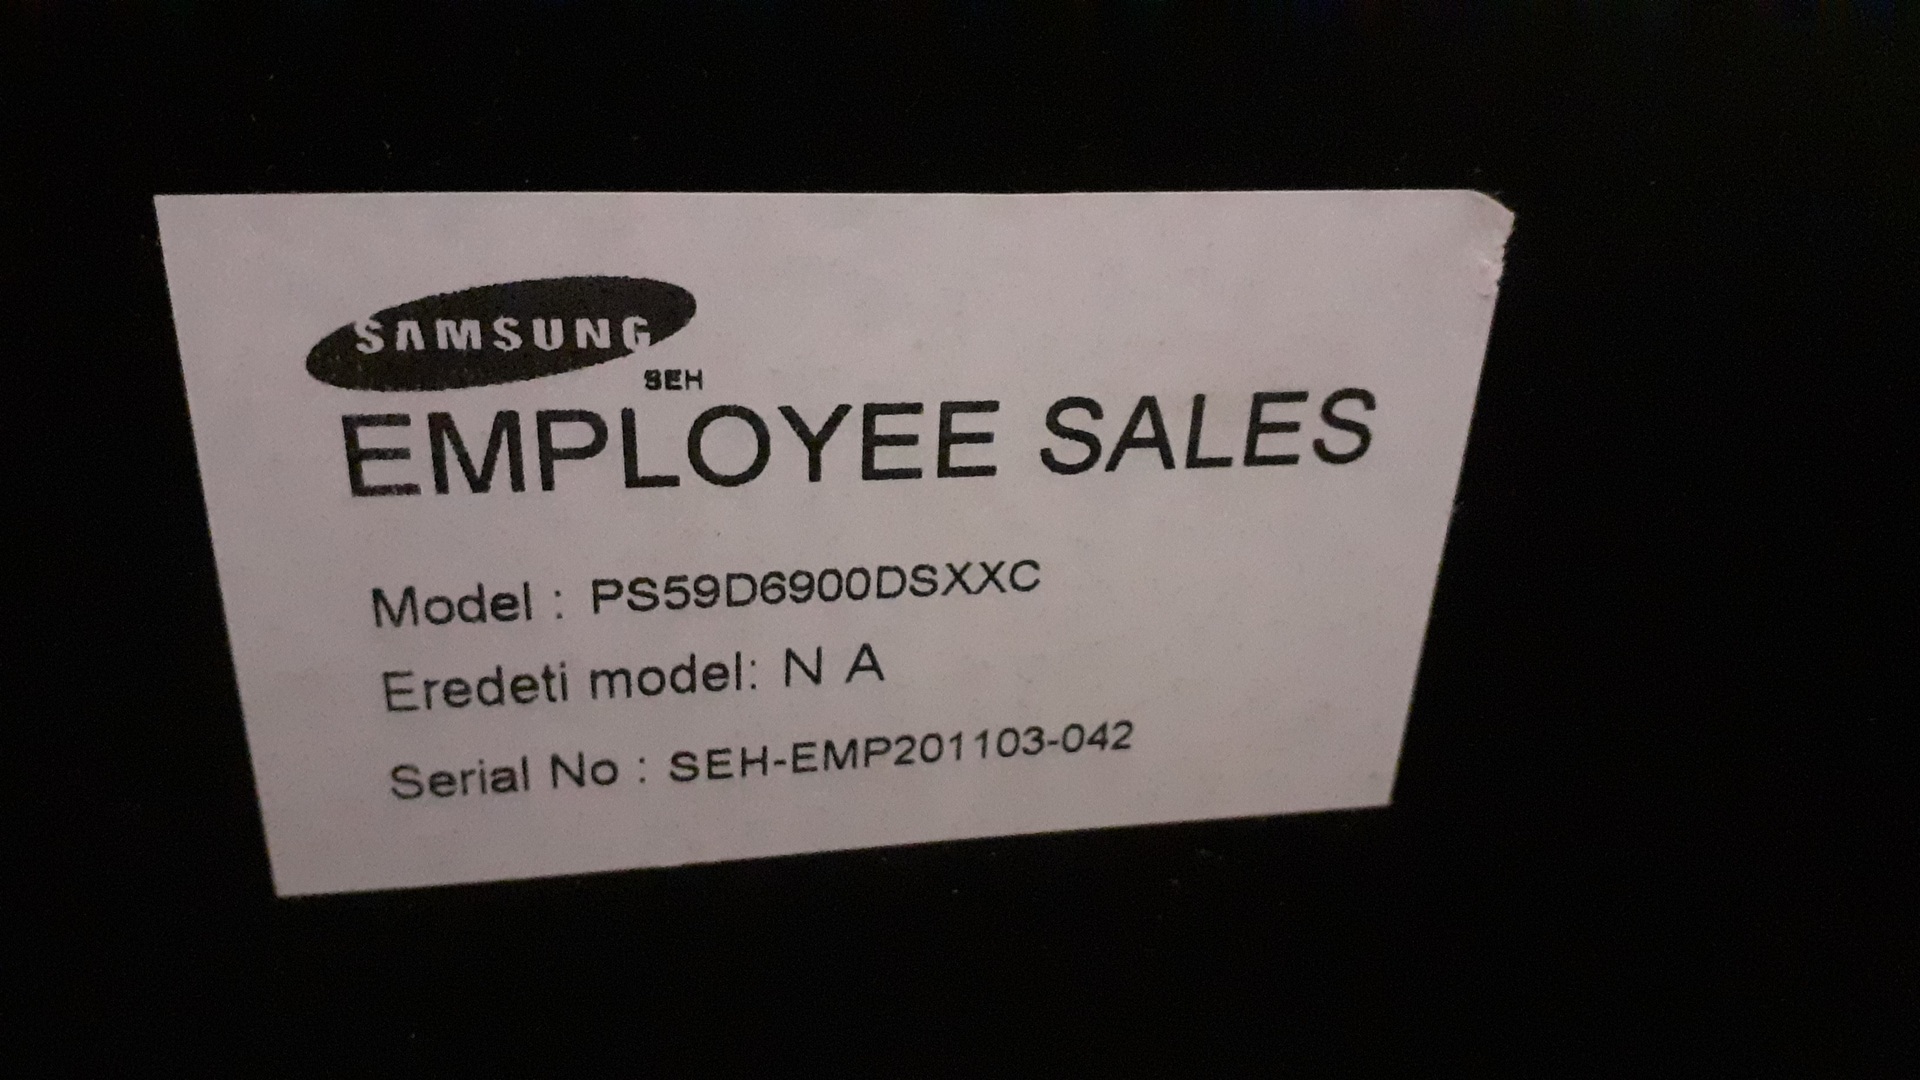 SAMSUNG
SEH
EMPLOYEE SALES
Model : PS59D6900DSXXC
Eredeti model: N A
Serial No : SEH-EMP201103-042